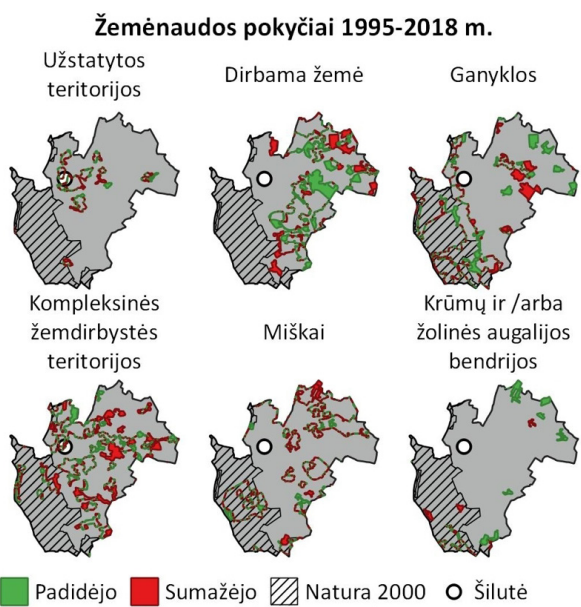 Žemėnaudos pokyčiai 1995-2018 m.
Užstatytos
teritorijos
Dirbama žemė
Ganyklos
Kompleksinės
žemdirbystės
teritorijos
Miškai
Krūmų ir /arba
žolinės augalijos
bendrijos
Padidėjo
Sumažėjo
Natura 2000
Šilutė